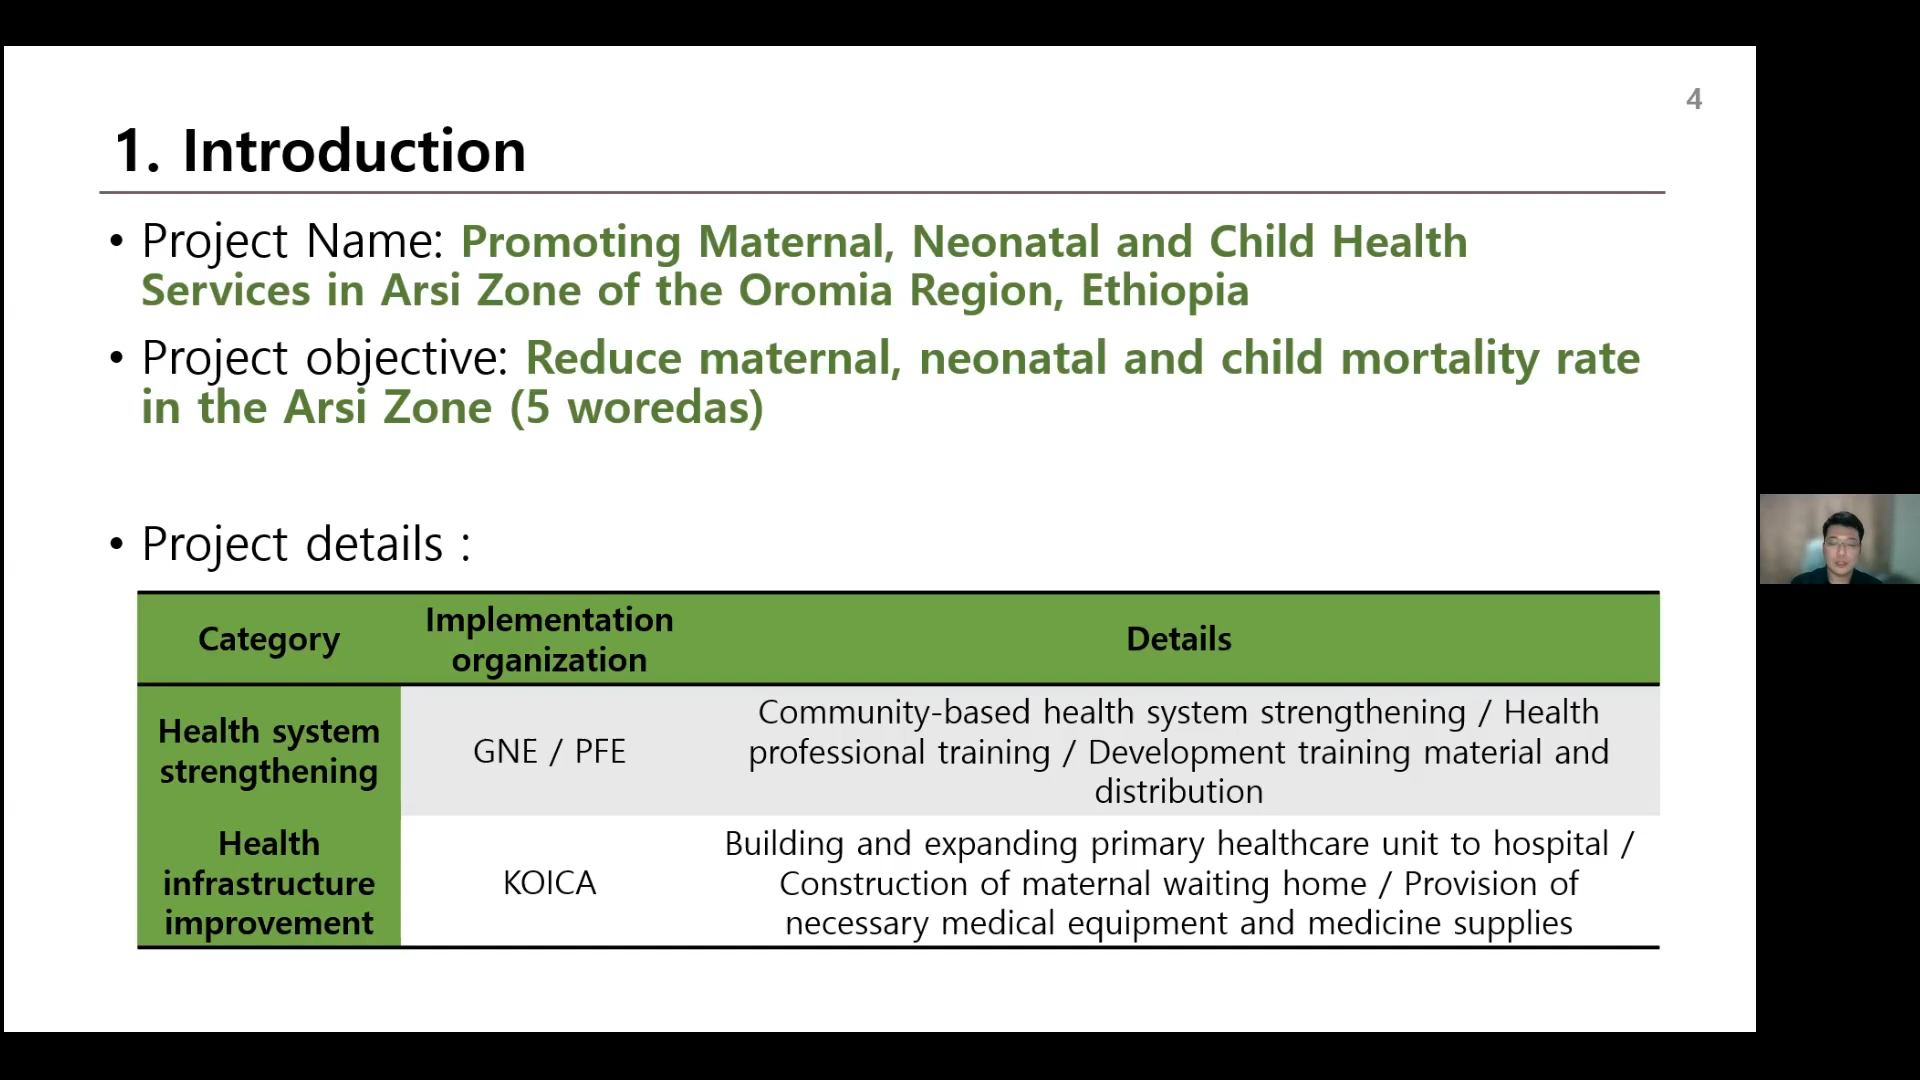 4
1. Introduction
• Project Name: Promoting Maternal, Neonatal and Child Health
Services in Arsi Zone of the Oromia Region, Ethiopia
• Project objective: Reduce maternal, neonatal and child mortality rate
in the Arsi Zone (5 woredas)
• Project details :
Category
Implementation
organization
Details
Health system
strengthening
GNE / PFE
Community-based health system strengthening / Health
professional training / Development training material and
distribution
Health
infrastructure
improvement
KOICA
Building and expanding primary healthcare unit to hospital /
Construction of maternal waiting home / Provision of
necessary medical equipment and medicine supplies